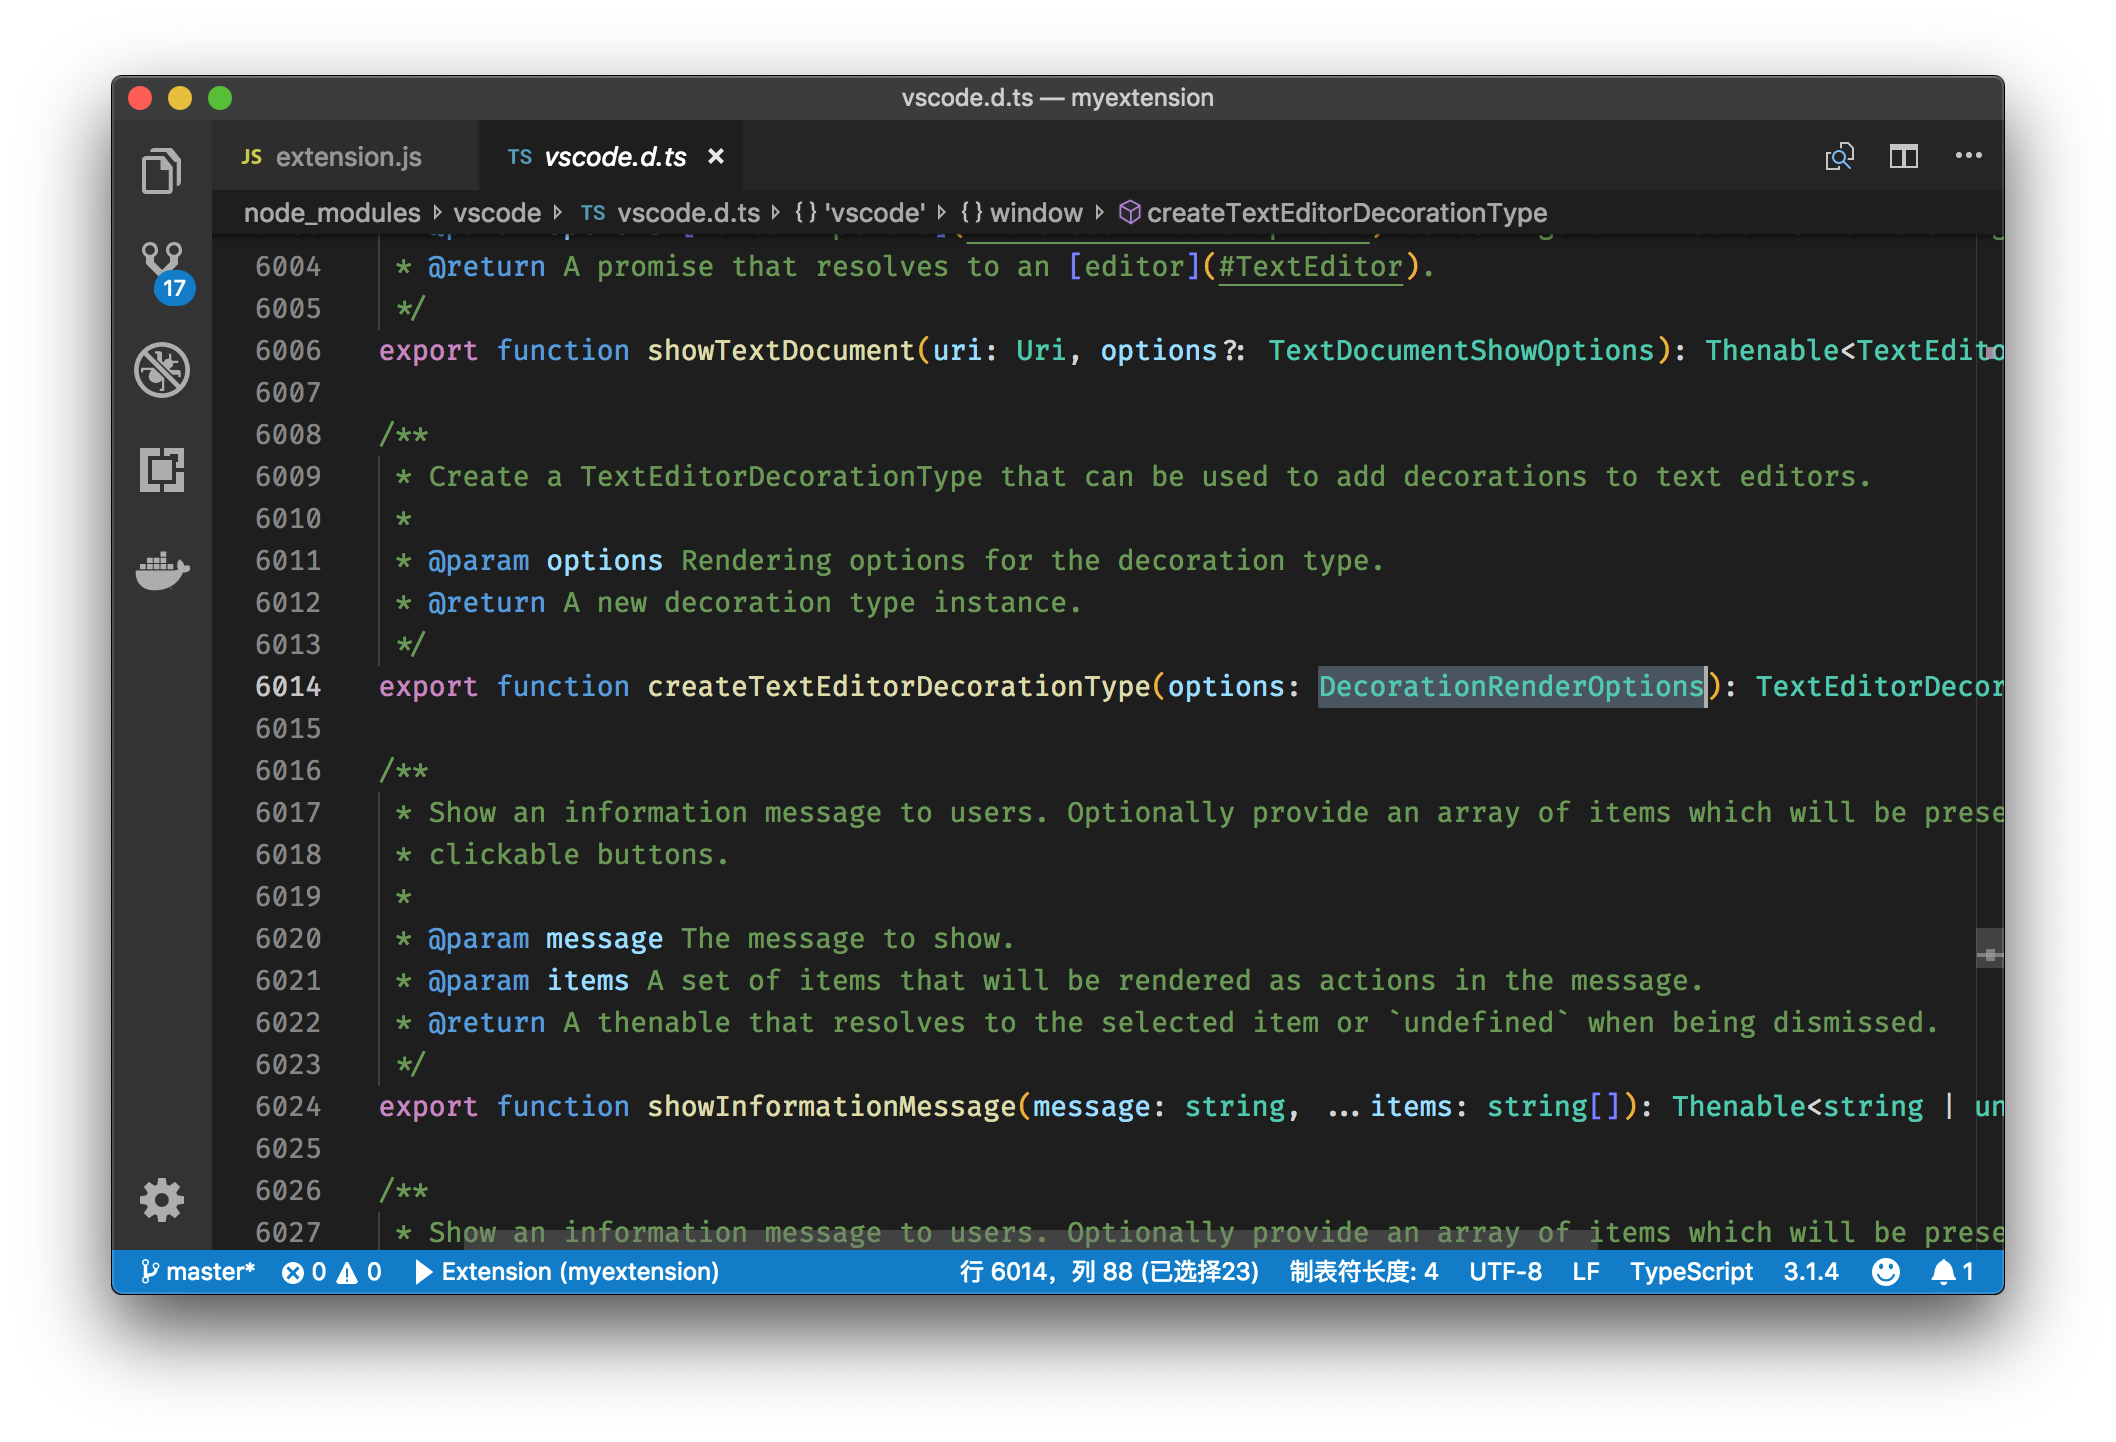 vscode.d.ts — myextension
JS extension.js
TS vscode.d.ts ×
node_modules vscode TS vscode.d.ts {} 'vscode' {} window createTextEditorDecorationType
17
6004 * @return A promise that resolves to an [editor](#TextEditor).
6005 */
6006 export function showTextDocument(uri: Uri, options?: TextDocumentShowOptions): Thenable<TextEdito
6007
6008 /**
6009 * Create a TextEditorDecorationType that can be used to add decorations to text editors.
6010 *
6011 * @param options Rendering options for the decoration type.
6012 * @return A new decoration type instance.
6013 */
6014 export function createTextEditorDecorationType(options: DecorationRenderOptions): TextEditorDecor
6015
6016 /**
6017 * Show an information message to users. Optionally provide an array of items which will be prese
6018 * clickable buttons.
6019 *
6020 * @param message The message to show.
6021 * @param items A set of items that will be rendered as actions in the message.
6022 * @return A thenable that resolves to the selected item or `undefined` when being dismissed.
6023 */
6024 export function showInformationMessage(message: string, ...items: string[]): Thenable<string | un
6025
6026 /**
6027 * Show an information message to users. Optionally provide an array of items which will be prese
master* 0 0 Extension (myextension) 行 6014，列 88 (已选择23) 制表符长度: 4 UTF-8 LF TypeScript 3.1.4 1